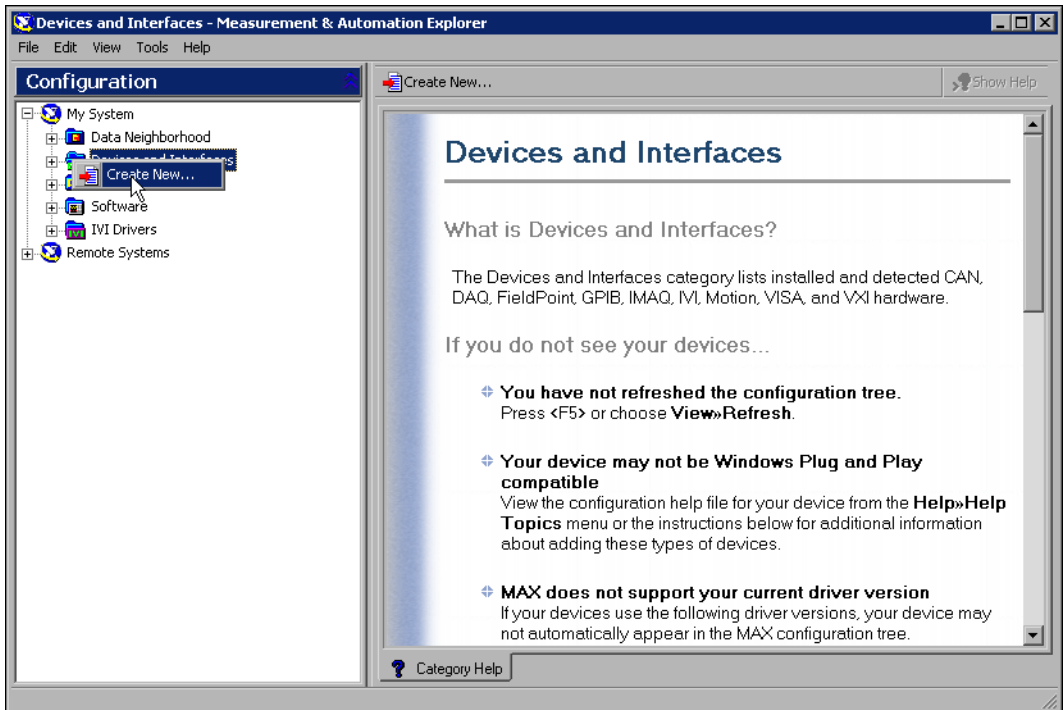 Devices and Interfaces - Measurement & Automation Explorer
File Edit View Tools Help
Configuration
Create New...
Show Help
My System
Data Neighborhood
Devices and Interfaces
Create New...
Software
IVI Drivers
Remote Systems
Devices and Interfaces
What is Devices and Interfaces?
The Devices and Interfaces category lists installed and detected CAN,
DAQ, FieldPoint, GPIB, IMAQ, IVI, Motion, VISA, and VXI hardware.
If you do not see your devices...
You have not refreshed the configuration tree.
Press <F5> or choose View»Refresh.
Your device may not be Windows Plug and Play
compatible
View the configuration help file for your device from the Help»Help
Topics menu or the instructions below for additional information
about adding these types of devices.
MAX does not support your current driver version
If your devices use the following driver versions, your device may
not automatically appear in the MAX configuration tree.
Category Help